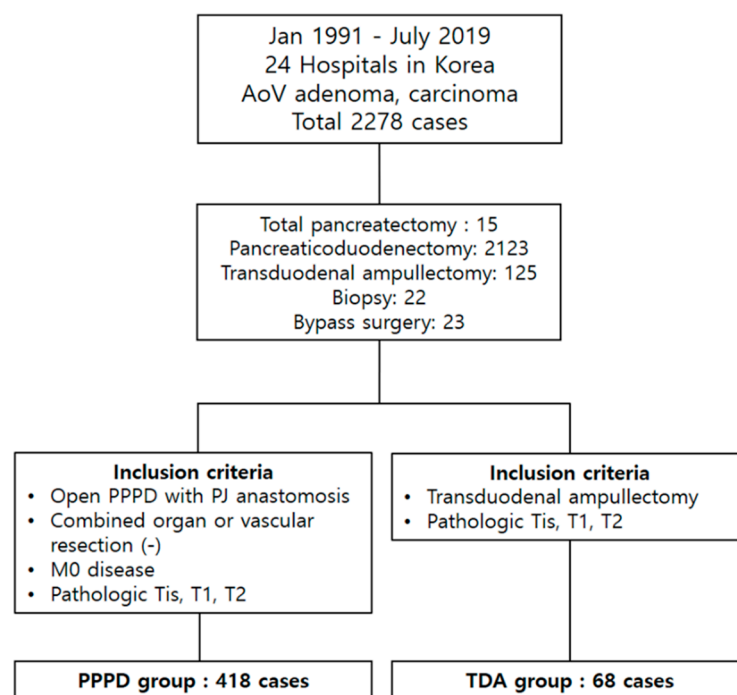 Jan 1991 - July 2019
24 Hospitals in Korea
AoV adenoma, carcinoma
Total 2278 cases
Total pancreatectomy : 15
Pancreaticoduodenectomy: 2123
Transduodenal ampullectomy: 125
Biopsy: 22
Bypass surgery: 23
Inclusion criteria
• Open PPPD with PJ anastomosis
• Combined organ or vascular
resection (-)
• M0 disease
• Pathologic Tis, T1, T2
Inclusion criteria
• Transduodenal ampullectomy
• Pathologic Tis, T1, T2
PPPD group : 418 cases
TDA group : 68 cases